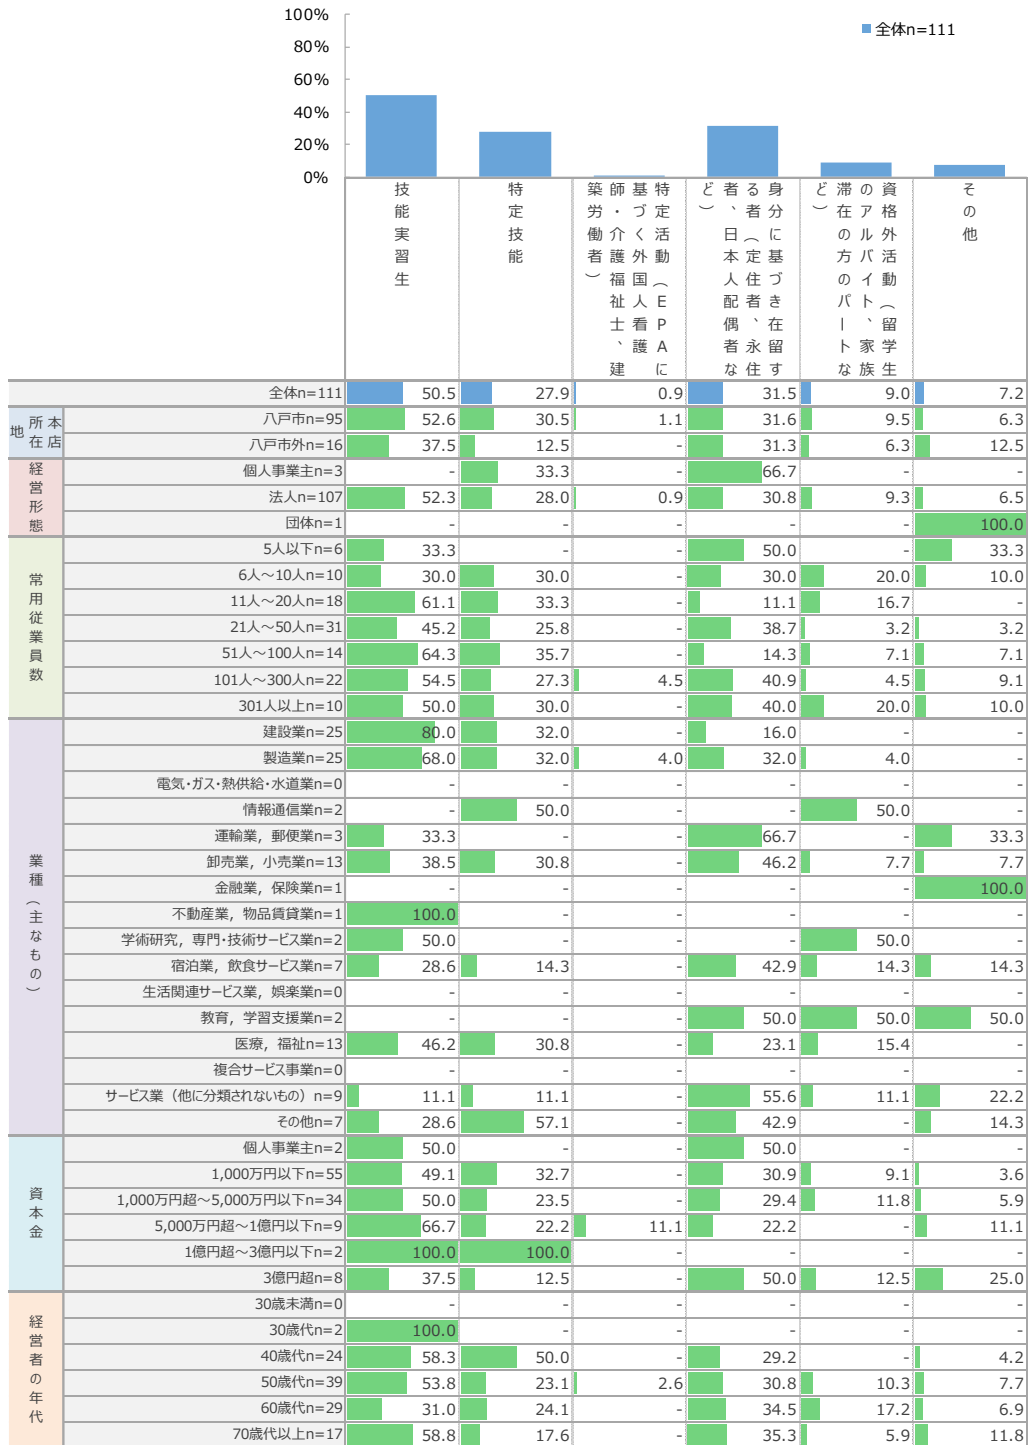 100%
80%
60%
40%
20%
0%
全体n=111
技能実習生
特定技能
特定活動（EPAに
基づく外国人看護
師・介護福祉士、建
築労働者）
身分に基づき在留す
る者（定住者、永住
者、日本人配偶者な
ど）
資格外活動（留学生
のアルバイト、家族
滞在の方のパートな
ど）
その他
全体n=111 50.5 27.9 0.9 31.5 9.0 7.2
本店
所在
地
八戸市n=95 52.6 30.5 1.1 31.6 9.5 6.3
八戸市外n=16 37.5 12.5 - 31.3 6.3 12.5
経営形態
個人事業主n=3 - 33.3 - 66.7 - -
法人n=107 52.3 28.0 0.9 30.8 9.3 6.5
団体n=1 - - - - - 100.0
常用従業員数
5人以下n=6 33.3 - - 50.0 - 33.3
6人～10人n=10 30.0 30.0 - 30.0 20.0 10.0
11人～20人n=18 61.1 33.3 - 11.1 16.7 -
21人～50人n=31 45.2 25.8 - 38.7 3.2 3.2
51人～100人n=14 64.3 35.7 - 14.3 7.1 7.1
101人～300人n=22 54.5 27.3 4.5 40.9 4.5 9.1
301人以上n=10 50.0 30.0 - 40.0 20.0 10.0
業種（主なもの）
建設業n=25 80.0 32.0 - 16.0 - -
製造業n=25 68.0 32.0 4.0 32.0 4.0 -
電気・ガス・熱供給・水道業n=0 - - - - - -
情報通信業n=2 - 50.0 - - 50.0 -
運輸業，郵便業n=3 33.3 - - 66.7 - 33.3
卸売業，小売業n=13 38.5 30.8 - 46.2 7.7 7.7
金融業，保険業n=1 - - - - - 100.0
不動産業，物品賃貸業n=1 100.0 - - - - -
学術研究，専門・技術サービス業n=2 50.0 - - - 50.0 -
宿泊業，飲食サービス業n=7 28.6 14.3 - 42.9 14.3 14.3
生活関連サービス業，娯楽業n=0 - - - - - -
教育，学習支援業n=2 - - - 50.0 50.0 50.0
医療，福祉n=13 46.2 30.8 - 23.1 15.4 -
複合サービス事業n=0 - - - - - -
サービス業（他に分類されないもの）n=9 11.1 11.1 - 55.6 11.1 22.2
その他n=7 28.6 57.1 - 42.9 - 14.3
資本金
個人事業主n=2 50.0 - - 50.0 - -
1,000万円以下n=55 49.1 32.7 - 30.9 9.1 3.6
1,000万円超～5,000万円以下n=34 50.0 23.5 - 29.4 11.8 5.9
5,000万円超～1億円以下n=9 66.7 22.2 11.1 22.2 - 11.1
1億円超～3億円以下n=2 100.0 100.0 - - - -
3億円超n=8 37.5 12.5 - 50.0 12.5 25.0
経営者の年代
30歳未満n=0 - - - - - -
30歳代n=2 100.0 - - - - -
40歳代n=24 58.3 50.0 - 29.2 - 4.2
50歳代n=39 53.8 23.1 2.6 30.8 10.3 7.7
60歳代n=29 31.0 24.1 - 34.5 17.2 6.9
70歳代以上n=17 58.8 17.6 - 35.3 5.9 11.8